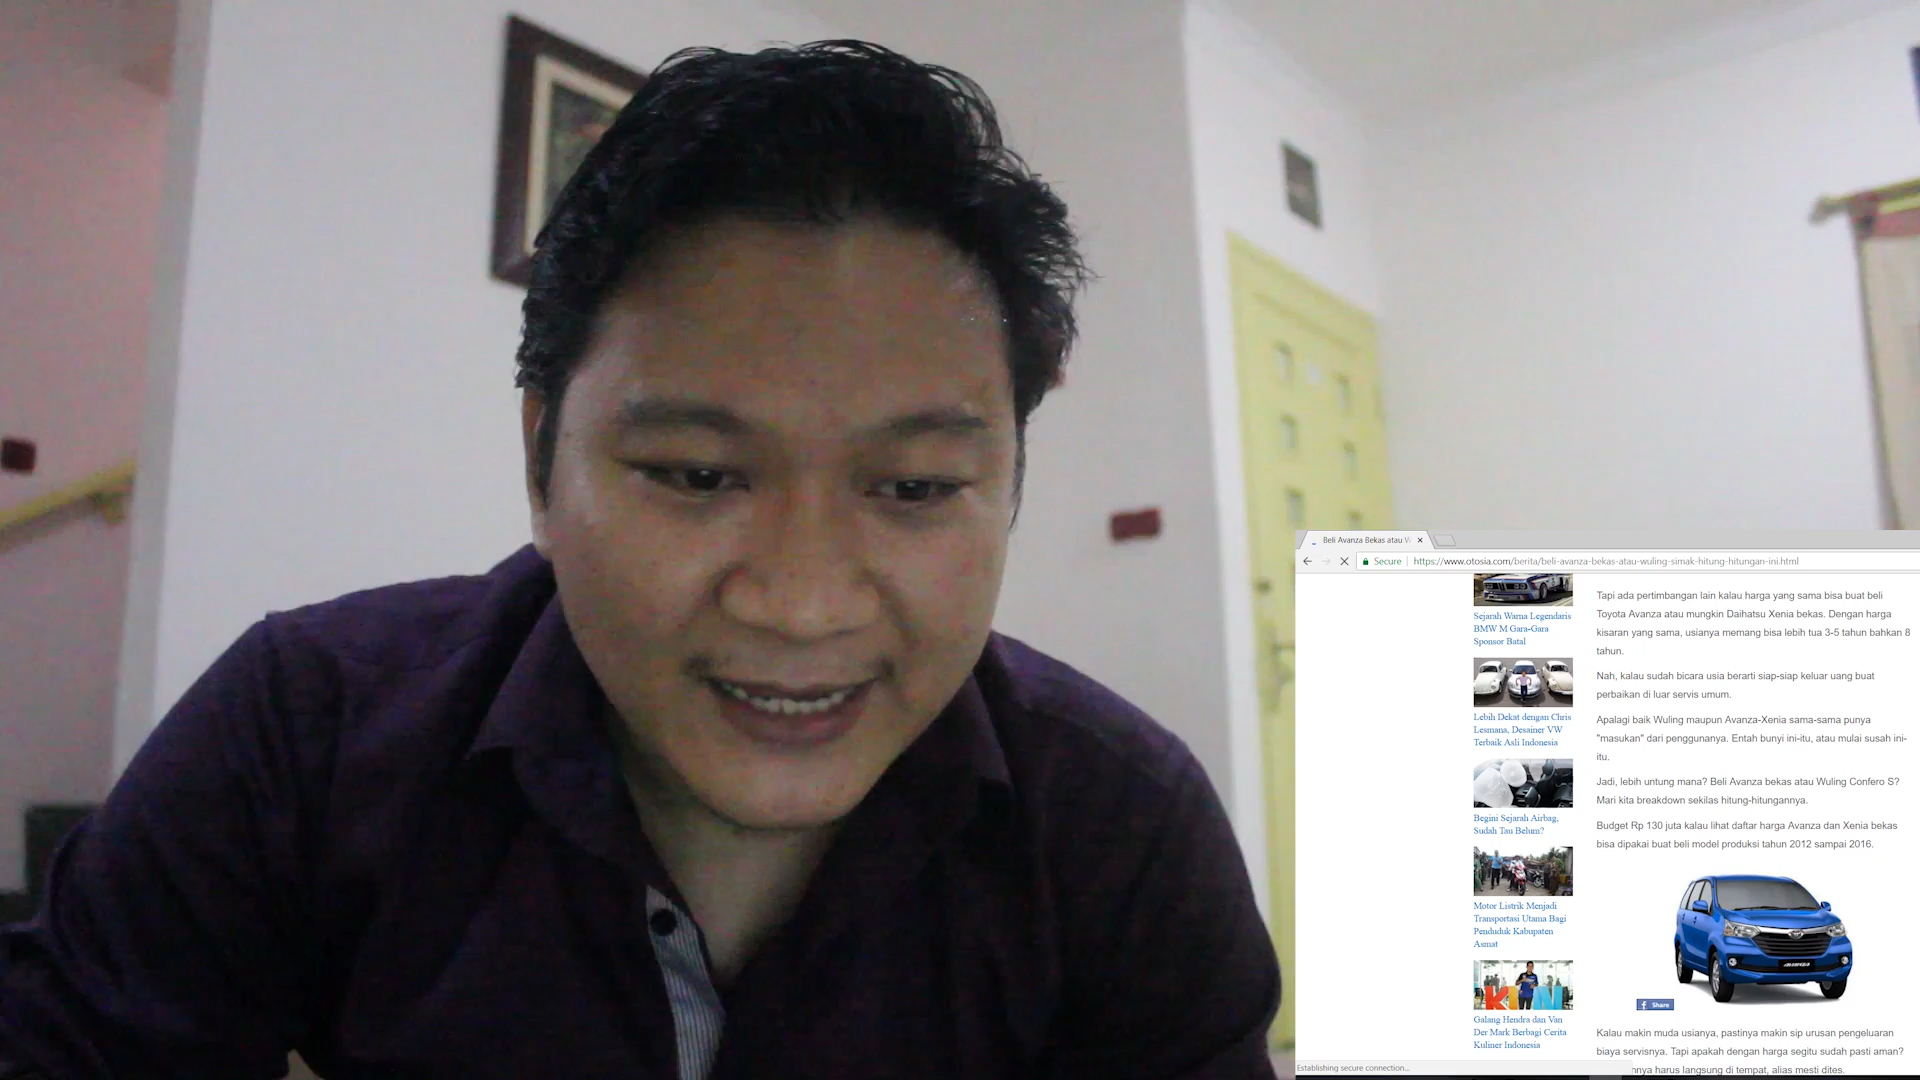 Beli Avanza Bekas atau W
Secure
https://www.otosia.com/berita/beli-avanza-bekas-atau-wuling-simak-hitung-hitungan-ini.html
Sejarah Warna Legendaris
BMW M Gara-Gara
Sponsor Batal
Lebih Dekat dengan Chris
Lesmana, Desainer VW
Terbaik Asli Indonesia
Begini Sejarah Airbag,
Sudah Tau Belum?
Motor Listrik Menjadi
Transportasi Utama Bagi
Penduduk Kabupaten
Asmat
Galang Hendra dan Van
Der Mark Berbagi Cerita
Kuliner Indonesia
Tapi ada pertimbangan lain kalau harga yang sama bisa buat beli
Toyota Avanza atau mungkin Daihatsu Xenia bekas. Dengan harga
kisaran yang sama, usianya memang bisa lebih tua 3-5 tahun bahkan 8
tahun.
Nah, kalau sudah bicara usia berarti siap-siap keluar uang buat
perbaikan di luar servis umum.
Apalagi baik Wuling maupun Avanza-Xenia sama-sama punya
"masukan" dari penggunanya. Entah bunyi ini-itu, atau mulai susah ini-
itu.
Jadi, lebih untung mana? Beli Avanza bekas atau Wuling Confero S?
Mari kita breakdown sekilas hitung-hitungannya.
Budget Rp 130 juta kalau lihat daftar harga Avanza dan Xenia bekas
bisa dipakai buat beli model produksi tahun 2012 sampai 2016.
AVANZA
f Share
Kalau makin muda usianya, pastinya makin sip urusan pengeluaran
biaya servisnya. Tapi apakah dengan harga segitu sudah pasti aman?
harus langsung di tempat, alias mesti dites.
Establishing secure connection...